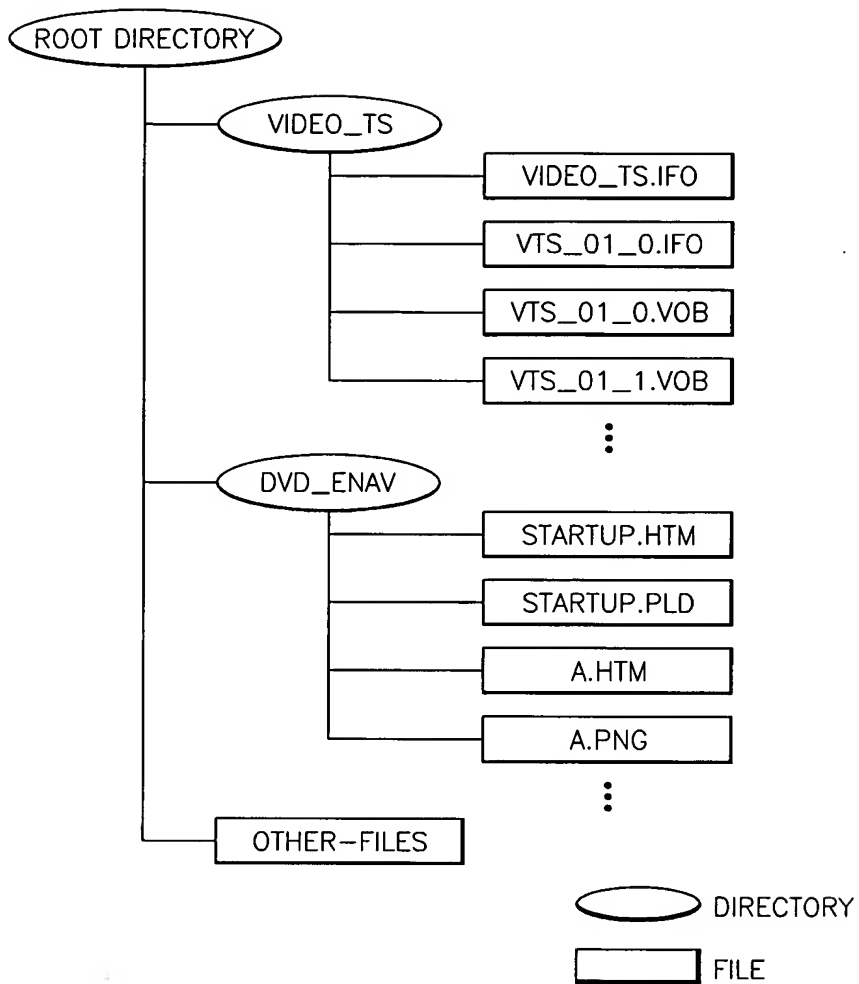 ROOT DIRECTORY
VIDEO_TS
VIDEO_TS.IFO
VTS_01_0.IFO
VTS_01_0.VOB
VTS_01_1.VOB
DVD_ENAV
STARTUP.HTM
STARTUP.PLD
A.HTM
A.PNG
OTHER-FILES
DIRECTORY
FILE